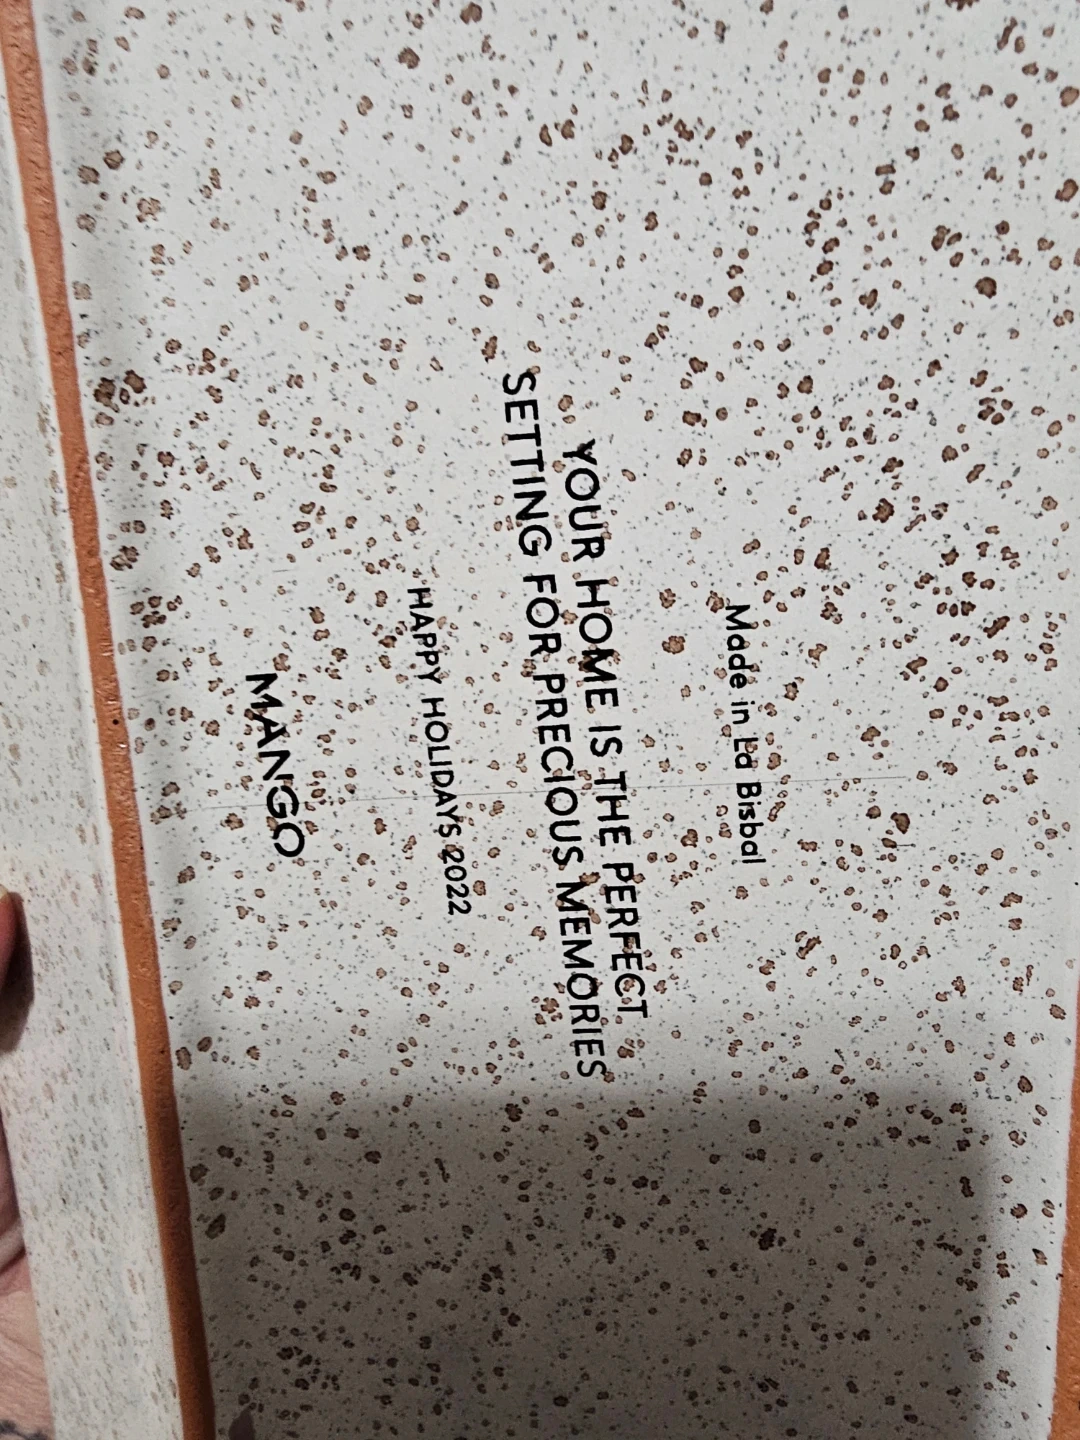 Made in La Bisbal
YOUR HOME IS THE PERFECT
SETTING FOR PRECIOUS MEMORIES
HAPPY HOLIDAYS 2022
MANGO